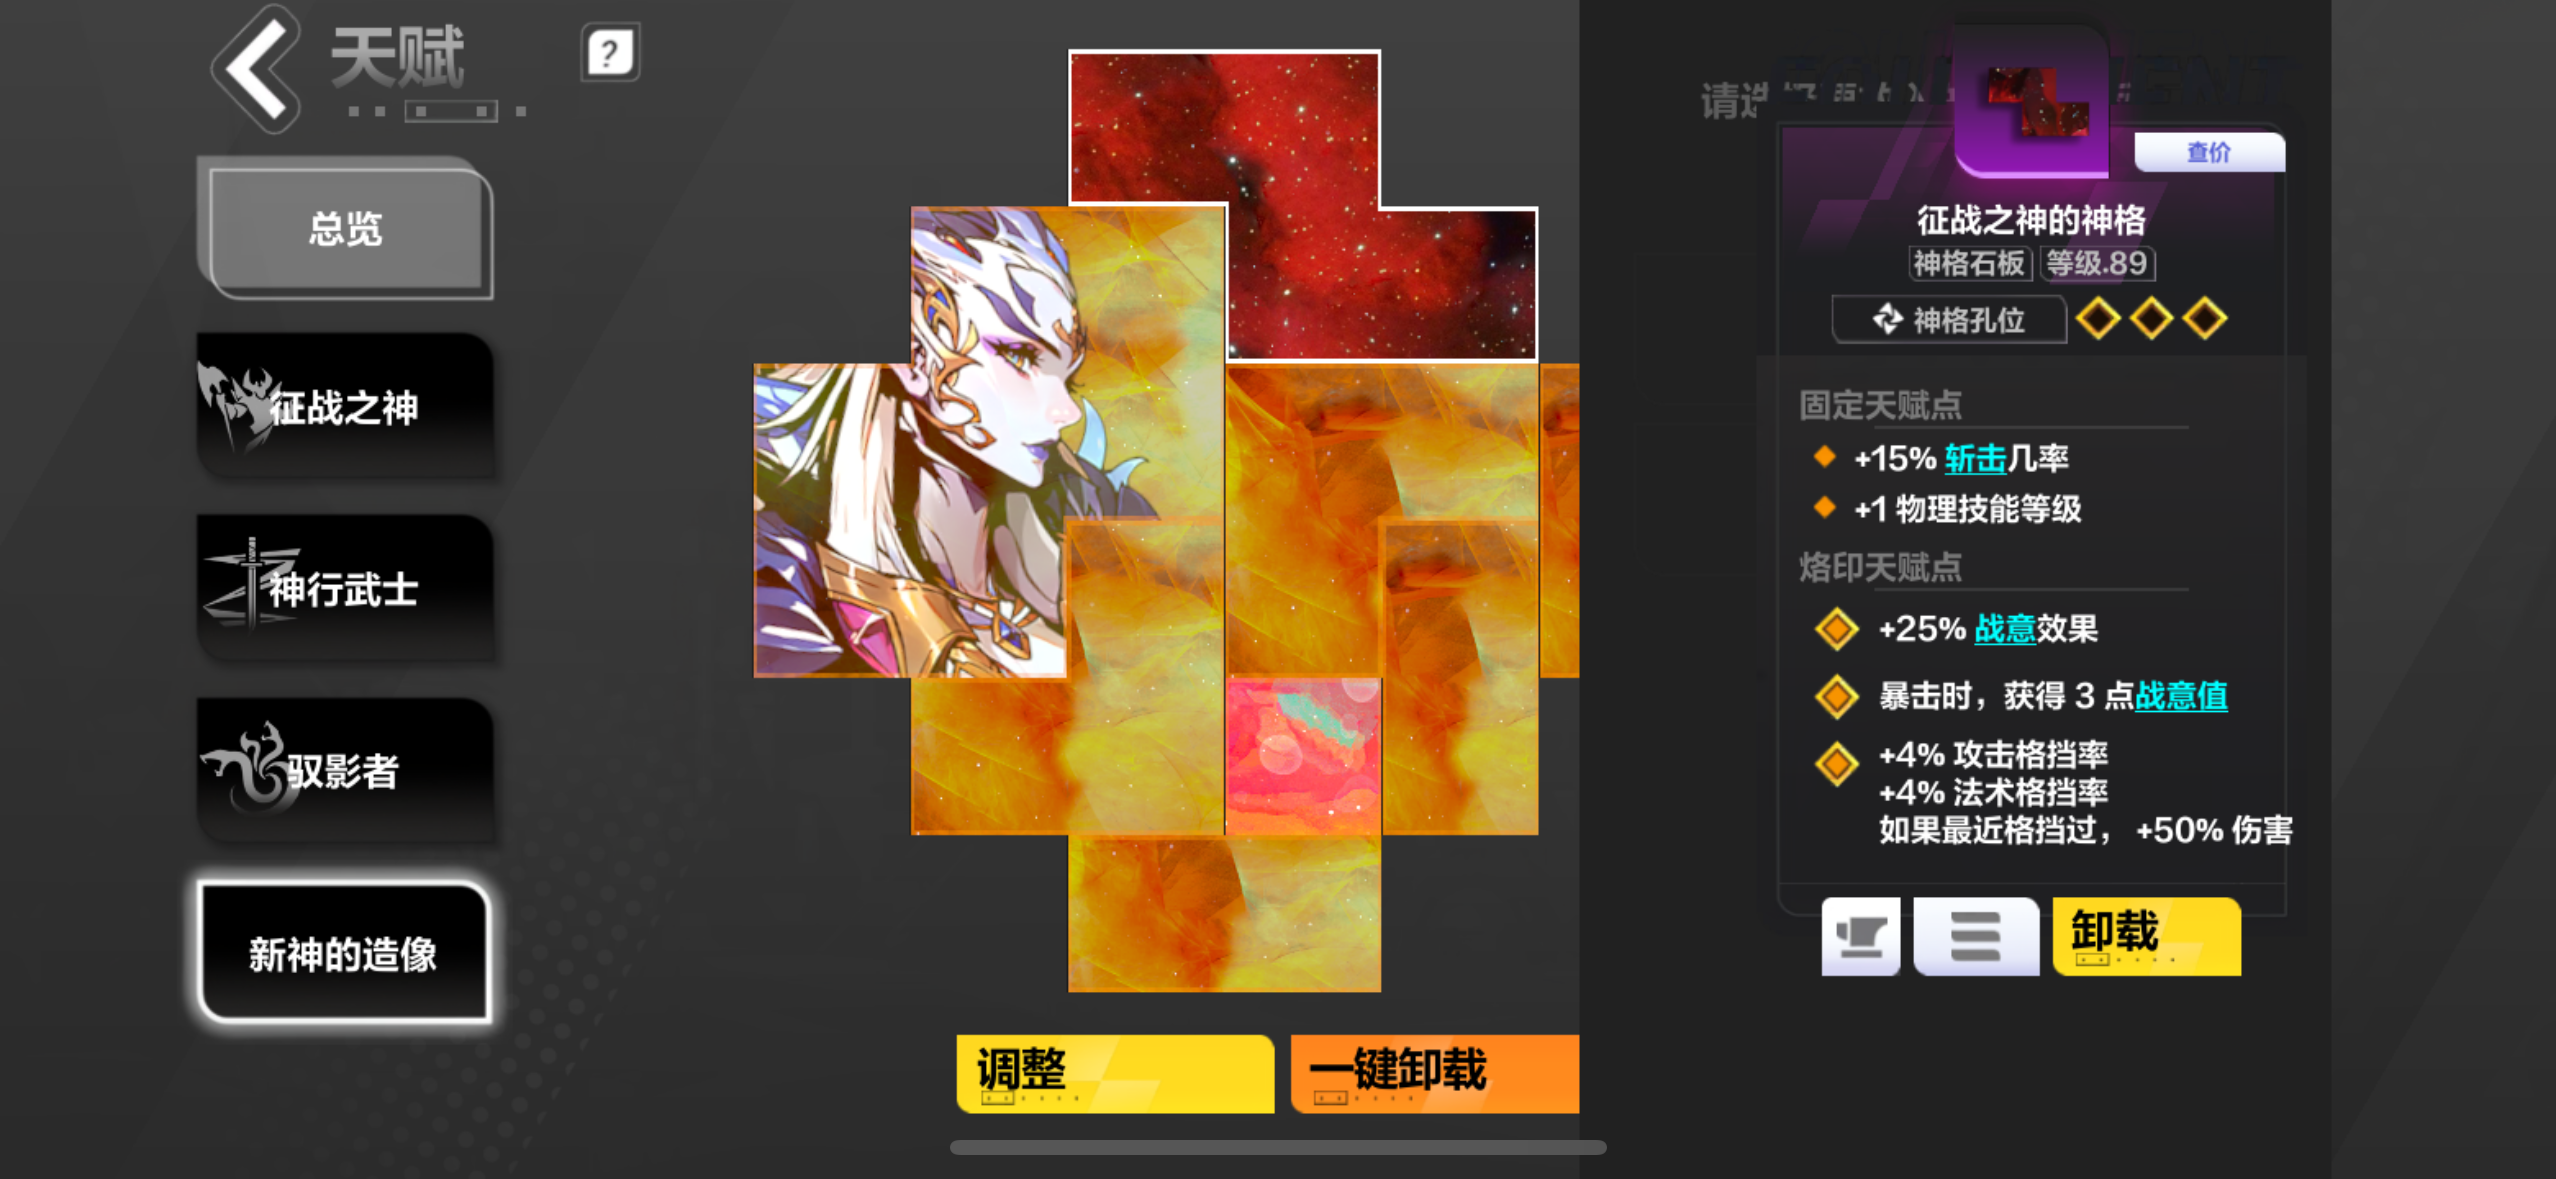 天赋
?
总览
征战之神
神行武士
驭影者
新神的造像
调整
一键卸载
查价
征战之神的神格
神格石板 等级.89
神格孔位
固定天赋点
+15% 斩击几率
+1 物理技能等级
烙印天赋点
+25% 战意效果
暴击时，获得 3 点战意值
+4% 攻击格挡率
+4% 法术格挡率
如果最近格挡过， +50% 伤害
卸载